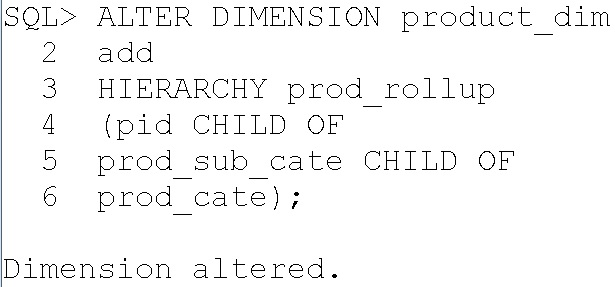 SQL> ALTER DIMENSION product_dim
2 add
3 HIERARCHY prod_rollup
4 (pid CHILD OF
5 prod_sub_cate CHILD OF
6 prod_cate);
Dimension altered.